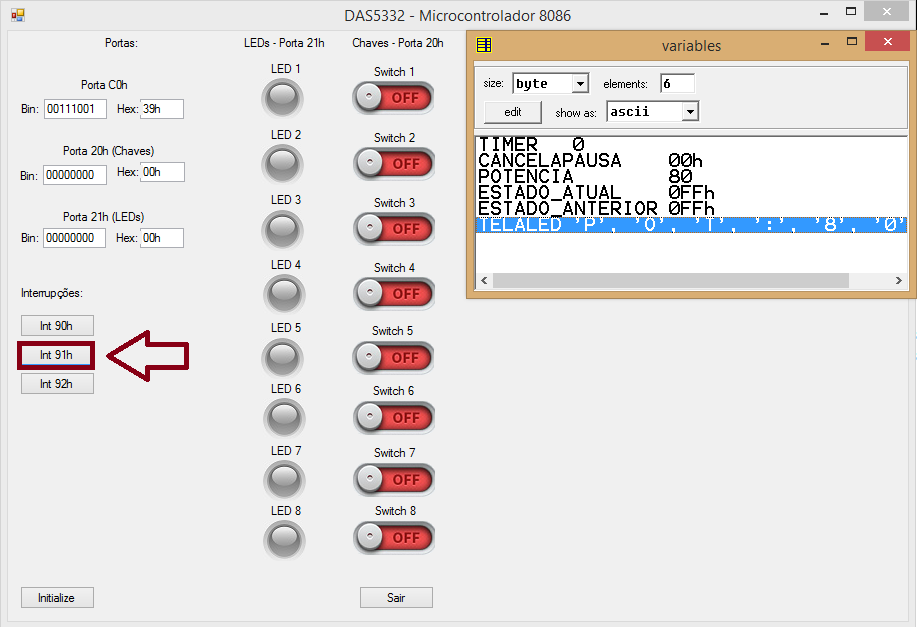 DAS5332 - Microcontrolador 8086
Portas:
Porta C0h
Bin: 00111001 Hex: 39h
Porta 20h (Chaves)
Bin: 00000000 Hex: 00h
Porta 21h (LEDs)
Bin: 00000000 Hex: 00h
Interrupções:
Int 90h
Int 91h
Int 92h
Initialize
LEDs - Porta 21h
LED 1
LED 2
LED 3
LED 4
LED 5
LED 6
LED 7
LED 8
Chaves - Porta 20h
Switch 1
OFF
Switch 2
OFF
Switch 3
OFF
Switch 4
OFF
Switch 5
OFF
Switch 6
OFF
Switch 7
OFF
Switch 8
OFF
Sair
variables
size: byte elements: 6
edit show as: ascii
TIMER 0
CANCELAPAUSA 00h
POTENCIA 80
ESTADO_ATUAL 0FFh
ESTADO_ANTERIOR 0FFh
TELALED 'P', 'O', 'T', ':', '8', '0'